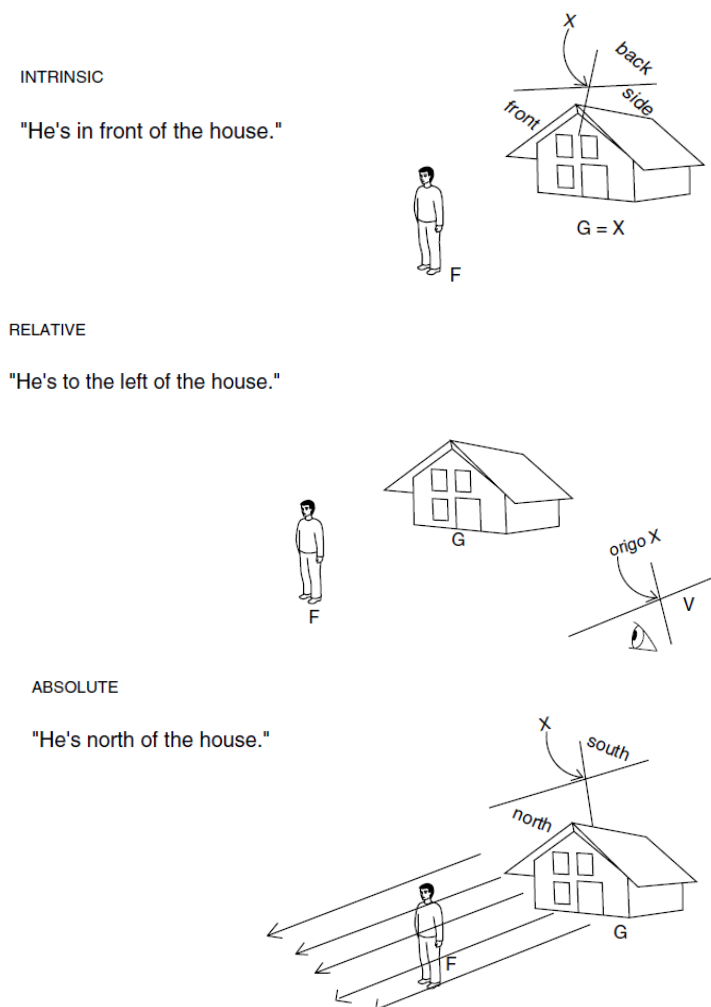 INTRINSIC
"He's in front of the house."
X
back
side
front
G = X
F
RELATIVE
"He's to the left of the house."
G
F
origo X
V
ABSOLUTE
"He's north of the house."
X
south
north
G
F